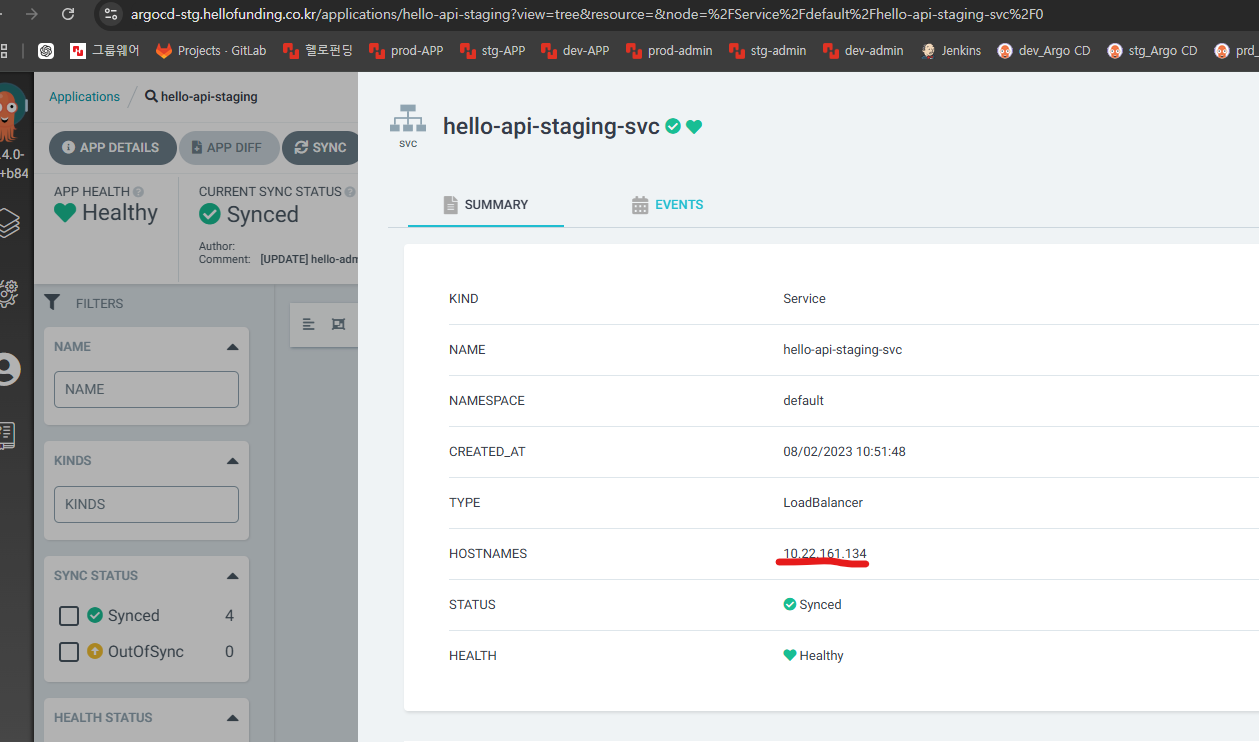 argocd-stg.hellofunding.co.kr/applications/hello-api-staging?view=tree&resource=&node=%2FService%2Fdefault%2Fhello-api-staging-svc%2F0
그룹웨어 Projects · GitLab 헬로펀딩 prod-APP stg-APP dev-APP prod-admin stg-admin dev-admin Jenkins dev_Argo CD stg_Argo CD prd_
.4.0-
+b84
Applications / hello-api-staging
APP DETAILS APP DIFF SYNC
APP HEALTH
Healthy
CURRENT SYNC STATUS
Synced
Author:
Comment: [UPDATE] hello-adm
FILTERS
NAME
NAME
KINDS
KINDS
SYNC STATUS
Synced 4
OutOfSync 0
HEALTH STATUS
svc
hello-api-staging-svc
SUMMARY EVENTS
KIND Service
NAME hello-api-staging-svc
NAMESPACE default
CREATED_AT 08/02/2023 10:51:48
TYPE LoadBalancer
HOSTNAMES 10.22.161.134
STATUS Synced
HEALTH Healthy